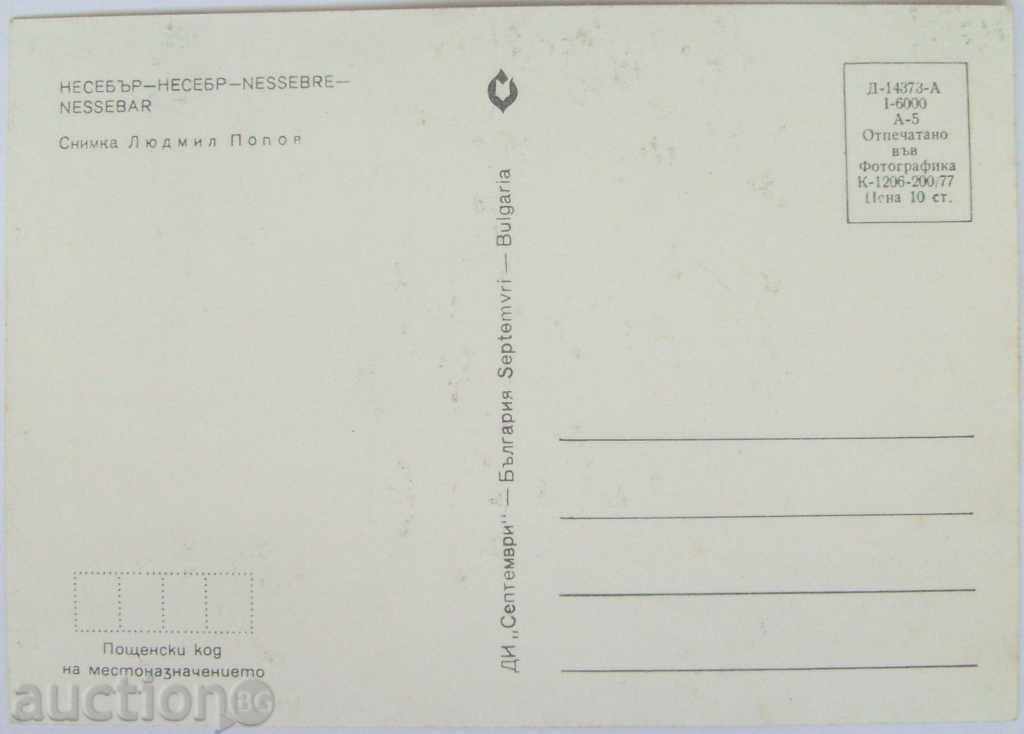 НЕСЕБЪР—НЕСЕБР—NESSEBRE—
NESSEBAR
Снимка Людмил Попов
ДИ „Септември" — България Septemvri — Bulgaria
Д-14373-А
I-6000
А-5
Отпечатано
във
Фотографика
К-1206-200/77
Цена 10 ст.
Пощенски код
на местоназначението
auction BG